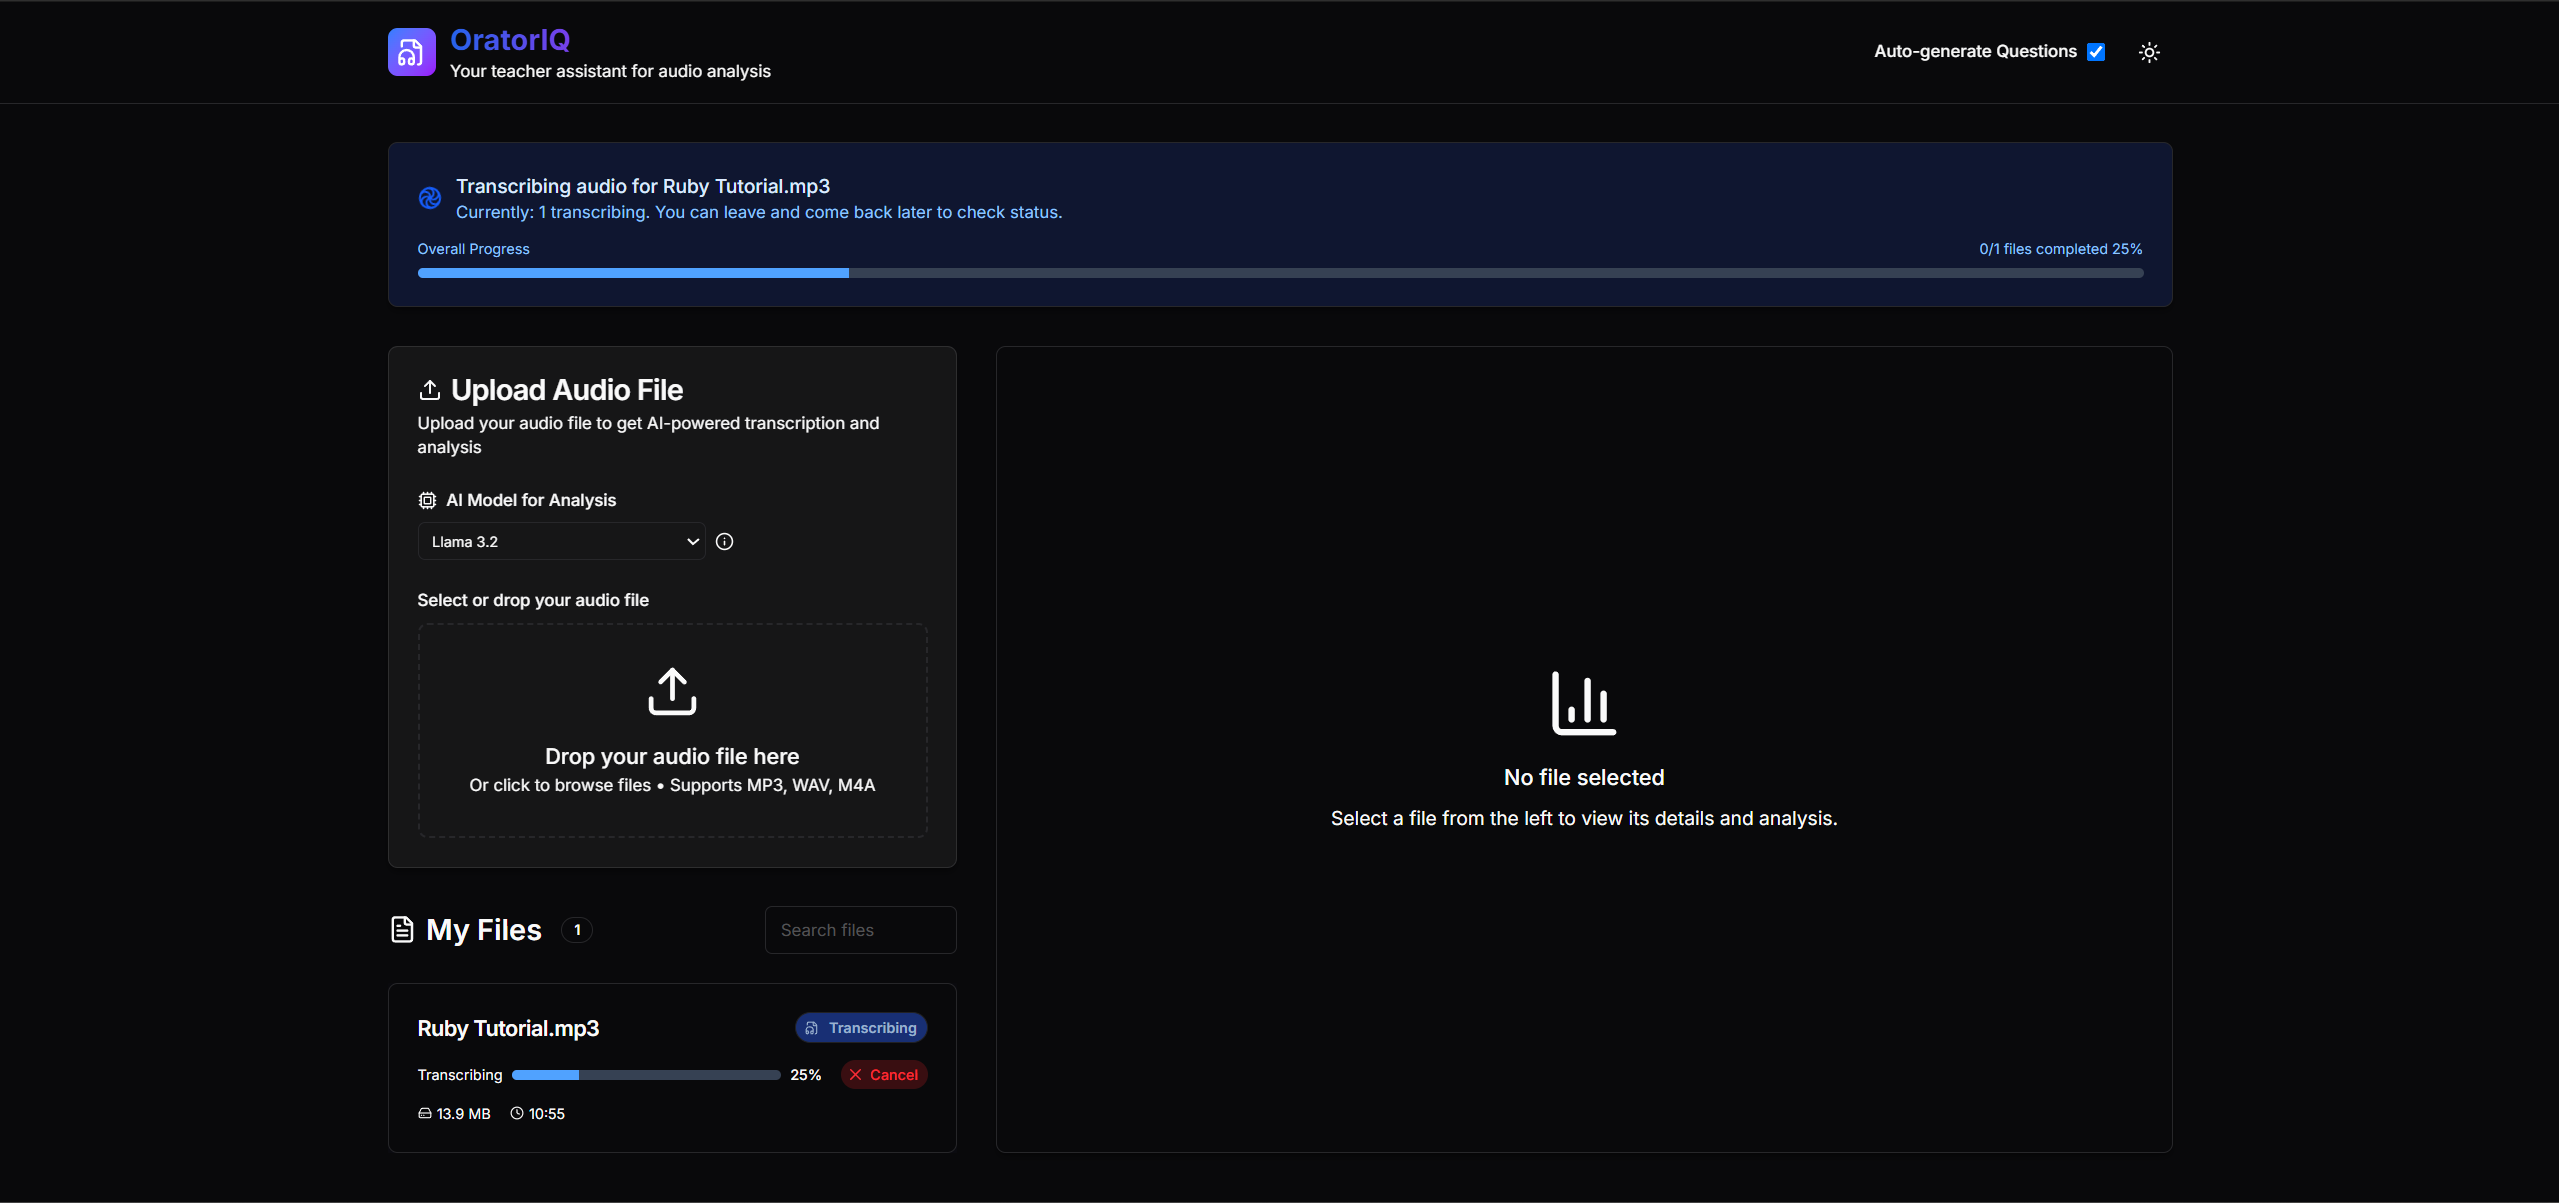 OratorIQ
Your teacher assistant for audio analysis
Auto-generate Questions
Transcribing audio for Ruby Tutorial.mp3
Currently: 1 transcribing. You can leave and come back later to check status.
Overall Progress
0/1 files completed 25%
Upload Audio File
Upload your audio file to get AI-powered transcription and
analysis
AI Model for Analysis
Llama 3.2
Select or drop your audio file
Drop your audio file here
Or click to browse files • Supports MP3, WAV, M4A
My Files 1
Search files
Ruby Tutorial.mp3
Transcribing
Transcribing 25% Cancel
13.9 MB 10:55
No file selected
Select a file from the left to view its details and analysis.